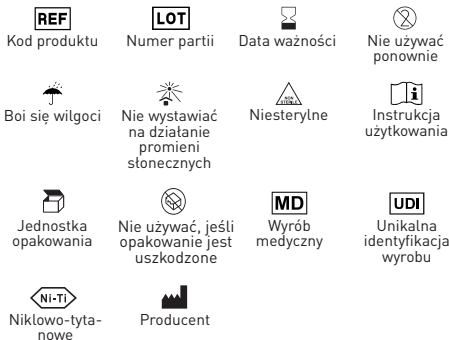 REF
Kod produktu
LOT
Numer partii
Data ważności
2
Nie używać
ponownie
Boi się wilgoci
Nie wystawiać
na działanie
promieni
słonecznych
NON
STERILE
Niesterylne
i
Instrukcja
użytkowania
Jednostka
opakowania
Nie używać, jeśli
opakowanie jest
uszkodzone
MD
Wyrób
medyczny
UDI
Unikalna
identyfikacja
wyrobu
Ni-Ti
Niklowo-tyta-
nowe
Producent